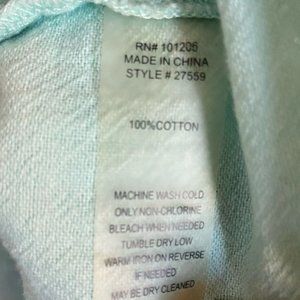 RN# 101206
MADE IN CHINA
STYLE # 27559
100%COTTON
MACHINE WASH COLD
ONLY NON-CHLORINE
BLEACH WHEN NEEDED
TUMBLE DRY LOW
WARM IRON ON REVERSE
IF NEEDED
MAY BE DRY CLEANED